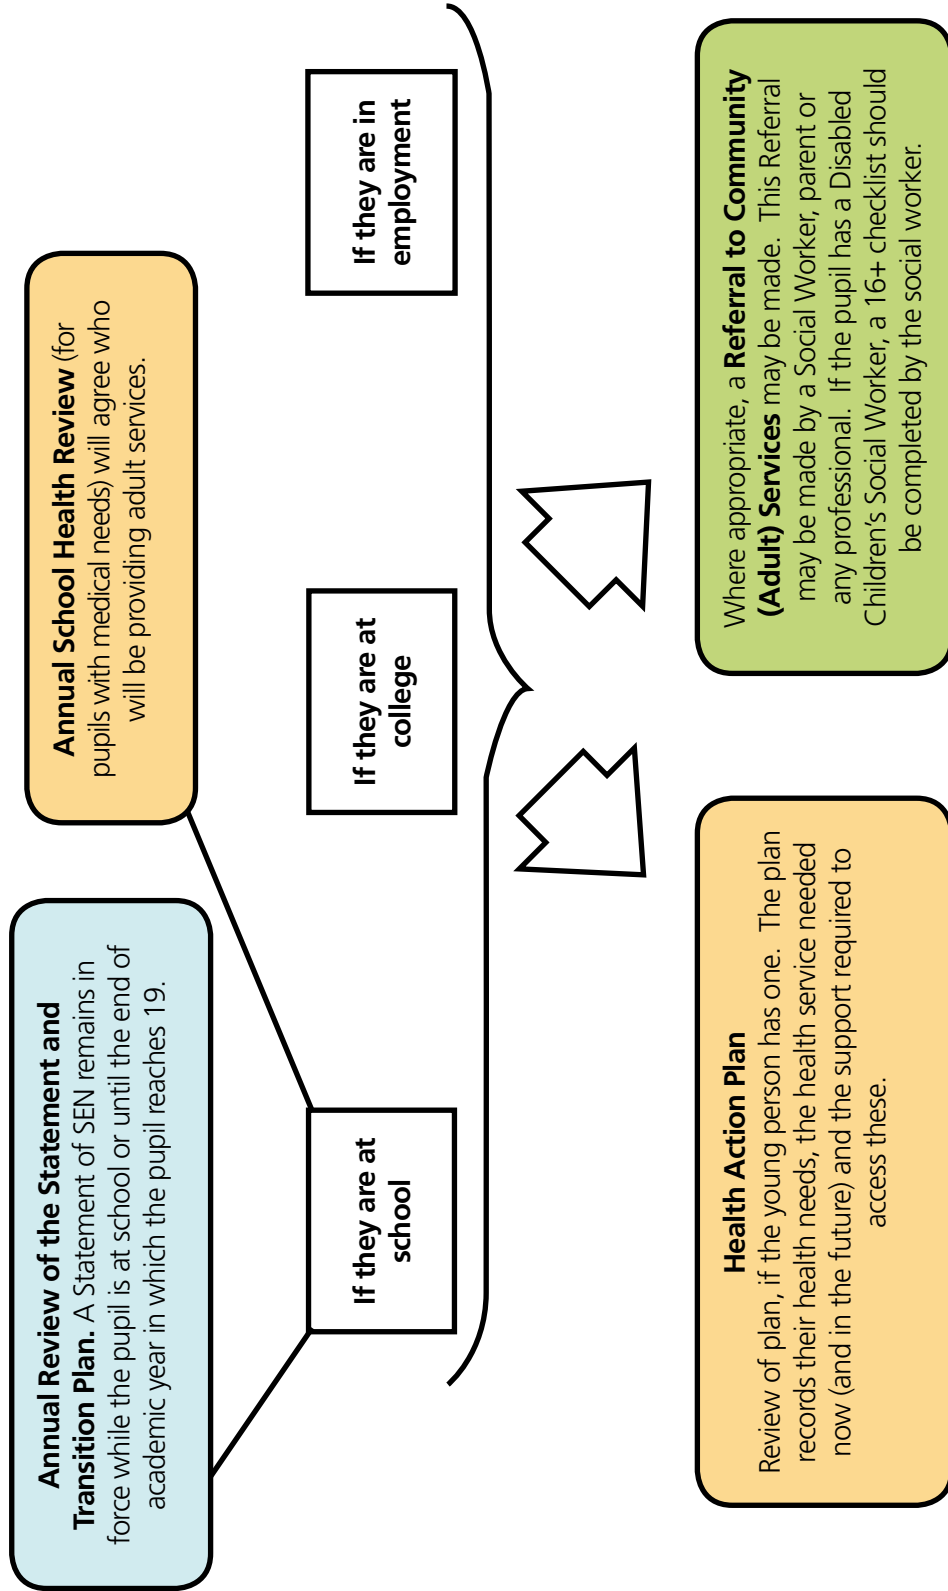 Annual Review of the Statement and
Transition Plan. A Statement of SEN remains in
force while the pupil is at school or until the end of
academic year in which the pupil reaches 19.
Annual School Health Review (for
pupils with medical needs) will agree who
will be providing adult services.
If they are at
school
If they are at
college
If they are in
employment
Health Action Plan
Review of plan, if the young person has one. The plan
records their health needs, the health service needed
now (and in the future) and the support required to
access these.
Where appropriate, a Referral to Community
(Adult) Services may be made. This Referral
may be made by a Social Worker, parent or
any professional. If the pupil has a Disabled
Children’s Social Worker, a 16+ checklist should
be completed by the social worker.